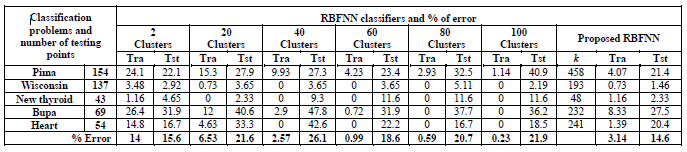 Classification problems and number of testing points RBFNN classifiers and % of error
2 Clusters 20 Clusters 40 Clusters 60 Clusters 80 Clusters 100 Clusters Proposed RBFNN
Tra Tst Tra Tst Tra Tst Tra Tst Tra Tst Tra Tst k Tra Tst
Pima 154 24.1 22.1 15.3 27.9 9.93 27.3 4.23 23.4 2.93 32.5 1.14 40.9 458 4.07 21.4
Wisconsin 137 3.48 2.92 0.73 3.65 0 3.65 0 3.65 0 5.11 0 2.19 193 0.73 1.46
New thyroid 43 1.16 4.65 0 2.33 0 9.3 0 11.6 0 11.6 0 11.6 48 1.16 2.33
Bupa 69 26.4 31.9 12 40.6 2.9 47.8 0.72 31.9 0 37.7 0 36.2 232 8.33 27.5
Heart 54 14.8 16.7 4.63 33.3 0 42.6 0 22.2 0 16.7 0 18.5 241 1.39 20.4
% Error 14 15.6 6.53 21.6 2.57 26.1 0.99 18.6 0.59 20.7 0.23 21.9 3.14 14.6